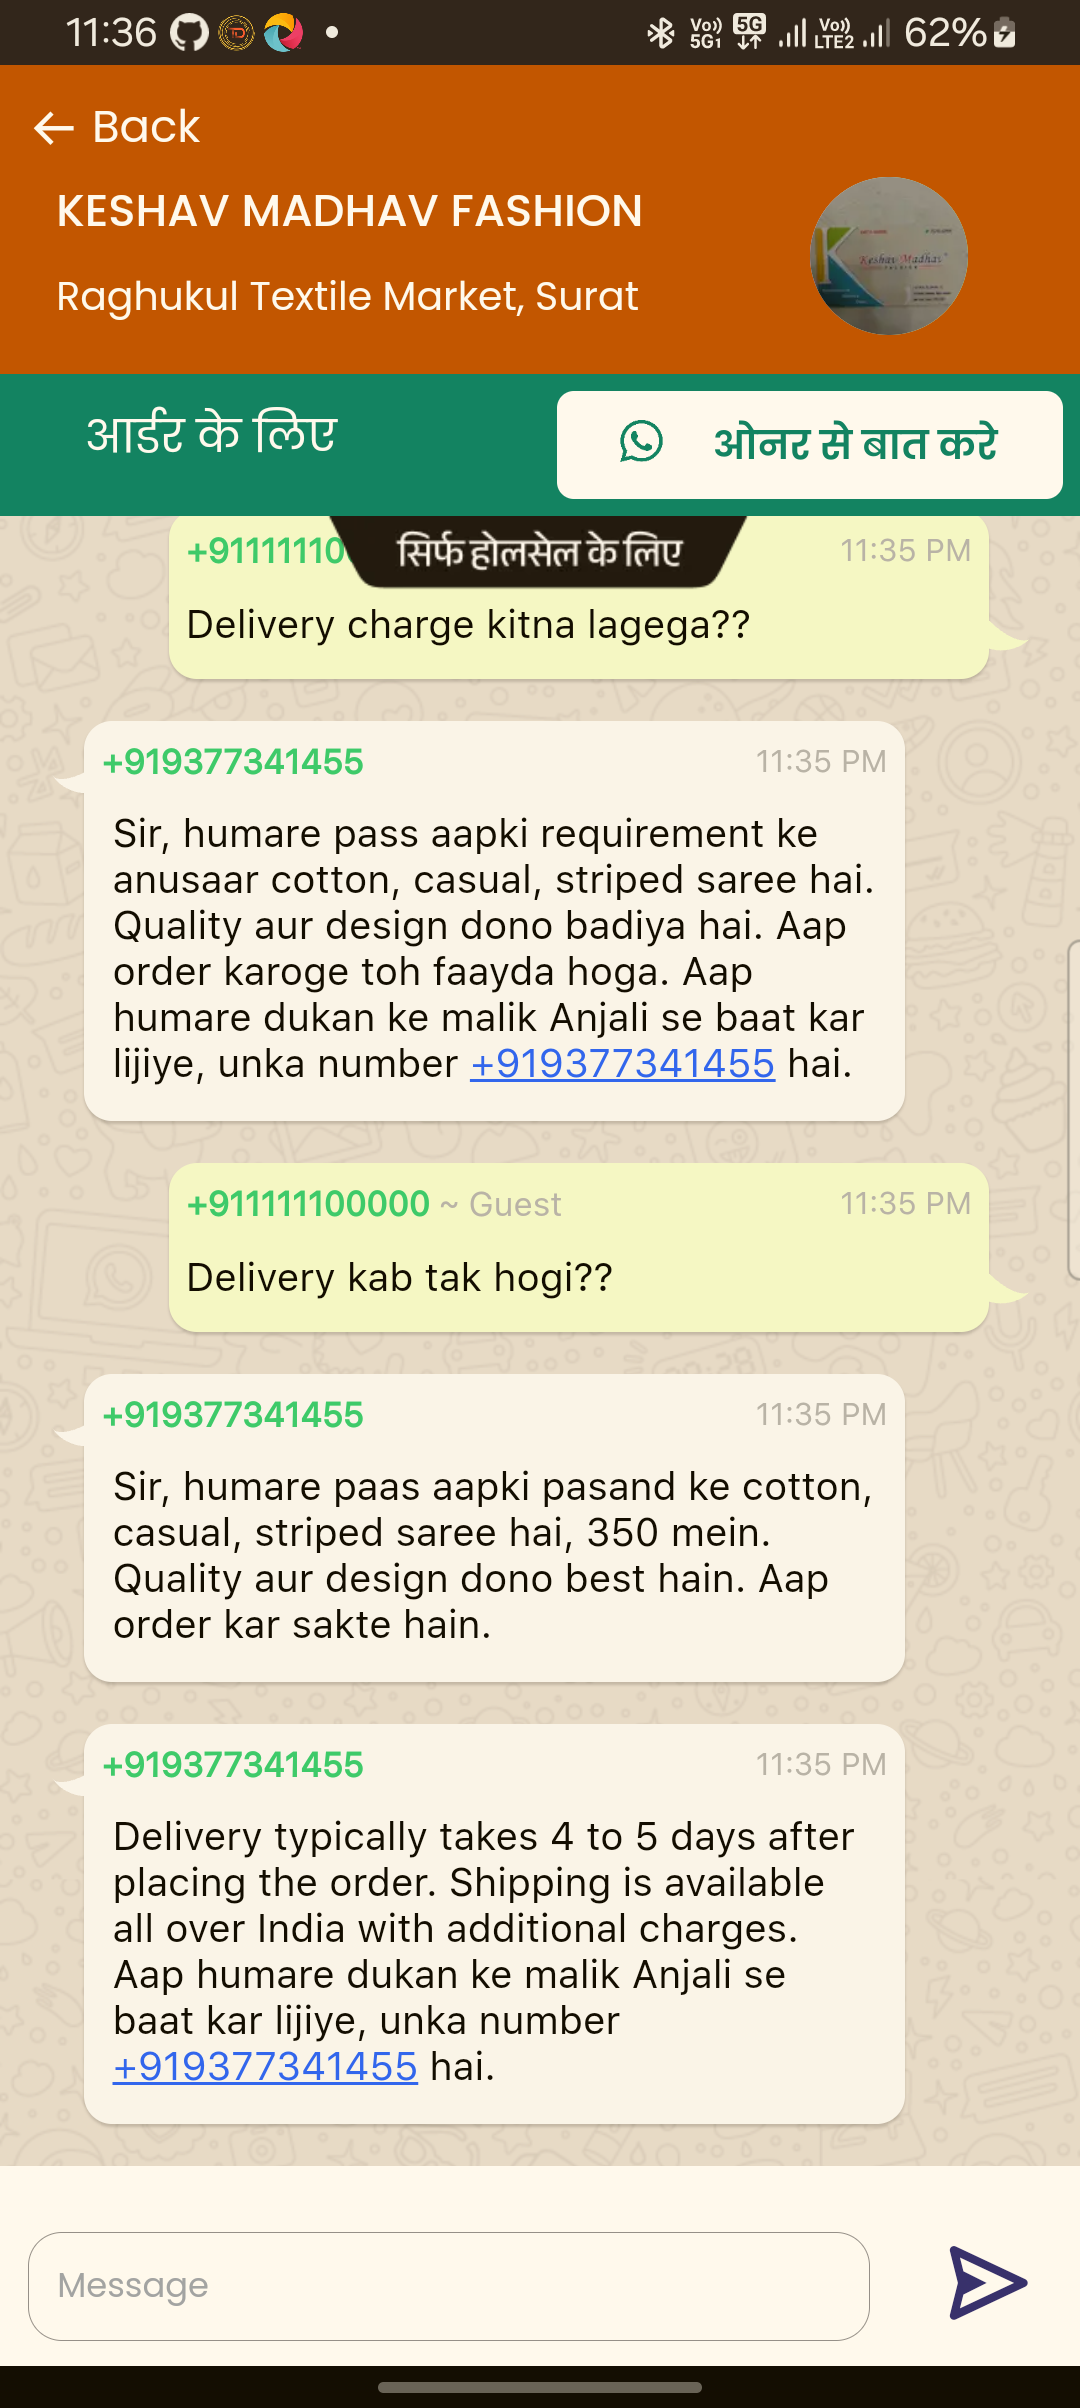 11:36
Vo)) 5G1 5G Vo)) LTE2 62%
Back
KESHAV MADHAV FASHION
Raghukul Textile Market, Surat
Keshav Madhav
आर्डर के लिए
ओनर से बात करे
सिर्फ होलसेल के लिए
+91111110 11:35 PM
Delivery charge kitna lagega??
+919377341455 11:35 PM
Sir, humare pass aapki requirement ke
anusaar cotton, casual, striped saree hai.
Quality aur design dono badiya hai. Aap
order karoge toh faayda hoga. Aap
humare dukan ke malik Anjali se baat kar
lijiye, unka number +919377341455 hai.
+911111100000 ~ Guest 11:35 PM
Delivery kab tak hogi??
+919377341455 11:35 PM
Sir, humare paas aapki pasand ke cotton,
casual, striped saree hai, 350 mein.
Quality aur design dono best hain. Aap
order kar sakte hain.
+919377341455 11:35 PM
Delivery typically takes 4 to 5 days after
placing the order. Shipping is available
all over India with additional charges.
Aap humare dukan ke malik Anjali se
baat kar lijiye, unka number
+919377341455 hai.
Message